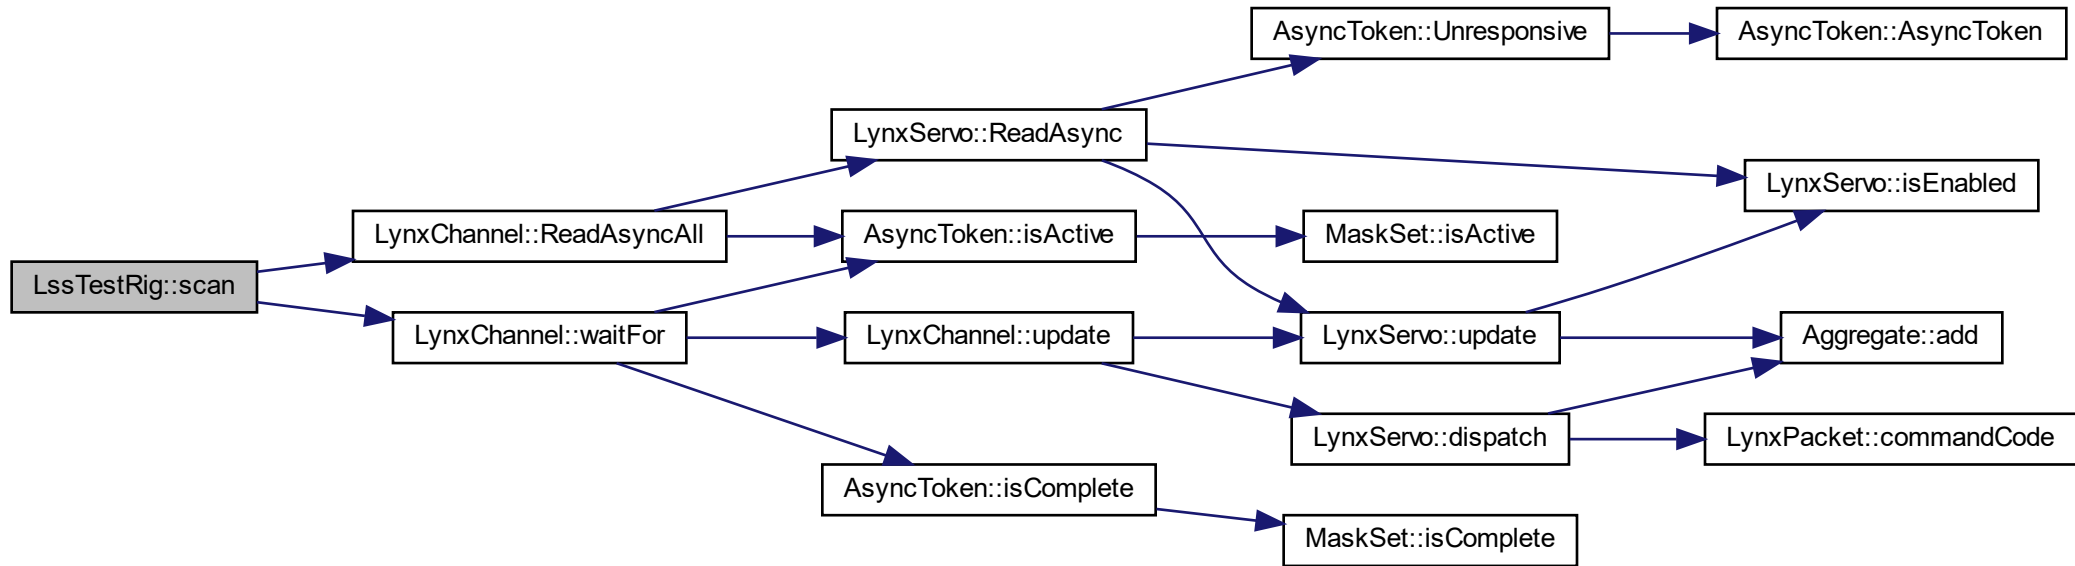 AsyncToken::Unresponsive
AsyncToken::AsyncToken
LynxServo::ReadAsync
LynxServo::isEnabled
LynxChannel::ReadAsyncAll
AsyncToken::isActive
MaskSet::isActive
LssTestRig::scan
LynxChannel::waitFor
LynxChannel::update
LynxServo::update
Aggregate::add
LynxServo::dispatch
LynxPacket::commandCode
AsyncToken::isComplete
MaskSet::isComplete